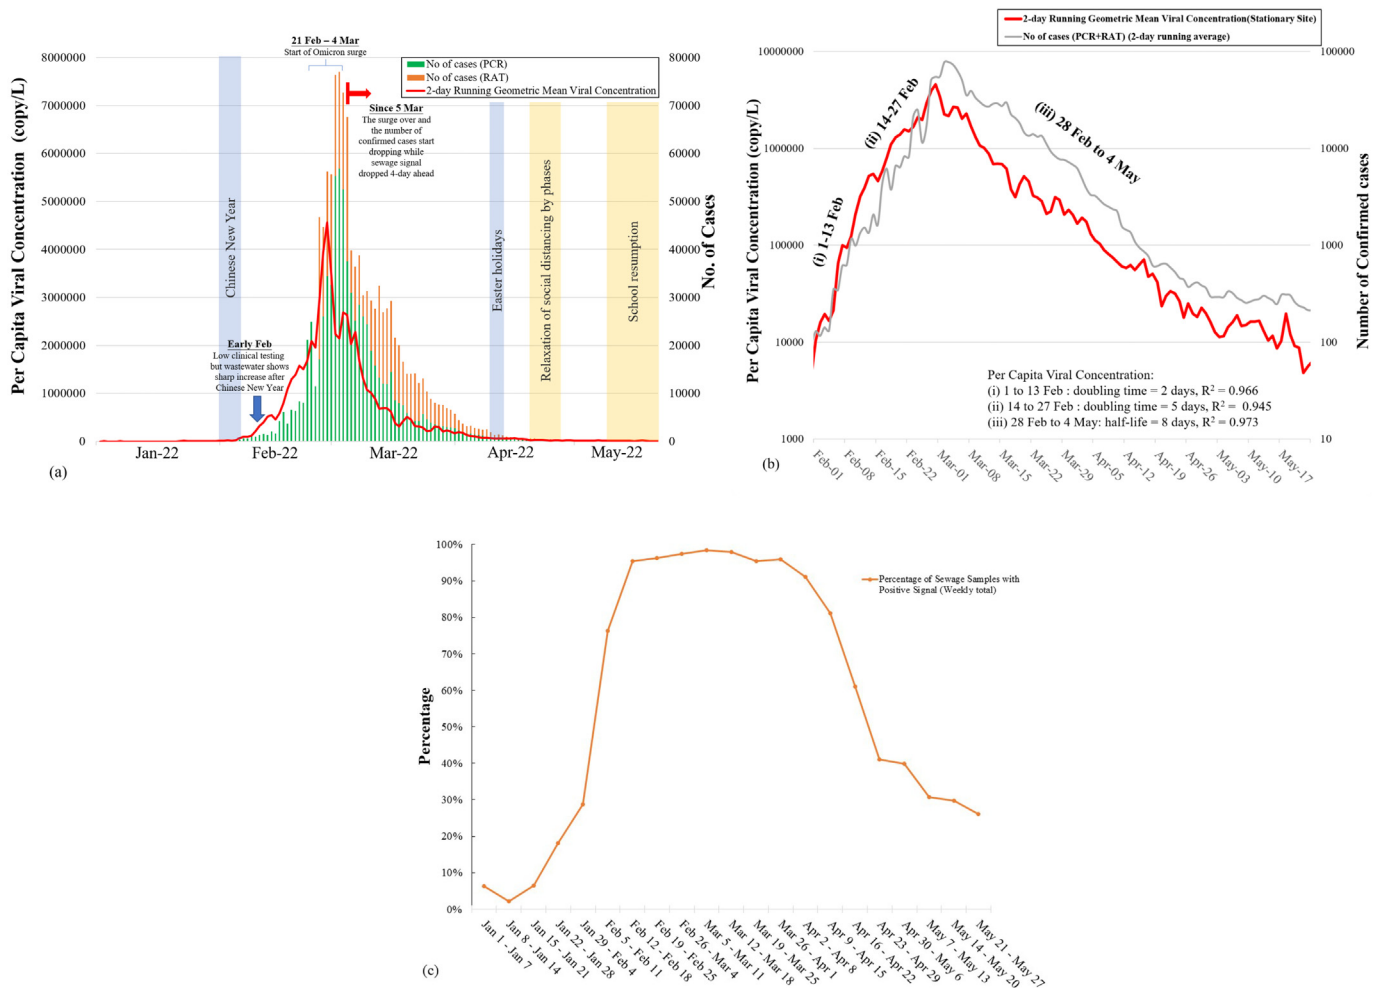 21 Feb – 4 Mar
Start of Omicron surge
No of cases (PCR)
No of cases (RAT)
2-day Running Geometric Mean Viral Concentration
Since 5 Mar
The surge over and
the number of
confirmed cases start
dropping while
sewage signal
dropped 4-day ahead
Early Feb
Low clinical testing
but wastewater shows
sharp increase after
Chinese New Year
Chinese New Year
Easter holidays
Relaxation of social distancing by phases
School resumption
Per Capita Viral Concentration (copy/L)
8000000
7000000
6000000
5000000
4000000
3000000
2000000
1000000
0
No. of Cases
80000
70000
60000
50000
40000
30000
20000
10000
0
Jan-22
Feb-22
Mar-22
Apr-22
May-22
(a)
2-day Running Geometric Mean Viral Concentration(Stationary Site)
No of cases (PCR+RAT) (2-day running average)
Per Capita Viral Concentration (copy/L)
10000000
1000000
100000
10000
1000
Number of Confirmed cases
100000
10000
1000
100
10
(i) 1-13 Feb
(ii) 14-27 Feb
(iii) 28 Feb to 4 May
Per Capita Viral Concentration:
(i) 1 to 13 Feb : doubling time = 2 days, R² = 0.966
(ii) 14 to 27 Feb : doubling time = 5 days, R² = 0.945
(iii) 28 Feb to 4 May: half-life = 8 days, R² = 0.973
Feb-01
Feb-08
Feb-15
Feb-22
Mar-01
Mar-08
Mar-15
Mar-22
Mar-29
Apr-05
Apr-12
Apr-19
Apr-26
May-03
May-10
May-17
(b)
Percentage
100%
90%
80%
70%
60%
50%
40%
30%
20%
10%
0%
Percentage of Sewage Samples with
Positive Signal (Weekly total)
Jan 1 - Jan 7
Jan 8 - Jan 14
Jan 15 - Jan 21
Jan 22 - Jan 28
Jan 29 - Feb 4
Feb 5 - Feb 11
Feb 12 - Feb 18
Feb 19 - Feb 25
Feb 26 - Mar 4
Mar 5 - Mar 11
Mar 12 - Mar 18
Mar 19 - Mar 25
Mar 26 - Apr 1
Apr 2 - Apr 8
Apr 9 - Apr 15
Apr 16 - Apr 22
Apr 23 - Apr 29
Apr 30 - May 6
May 7 - May 13
May 14 - May 20
May 21 - May 27
(c)